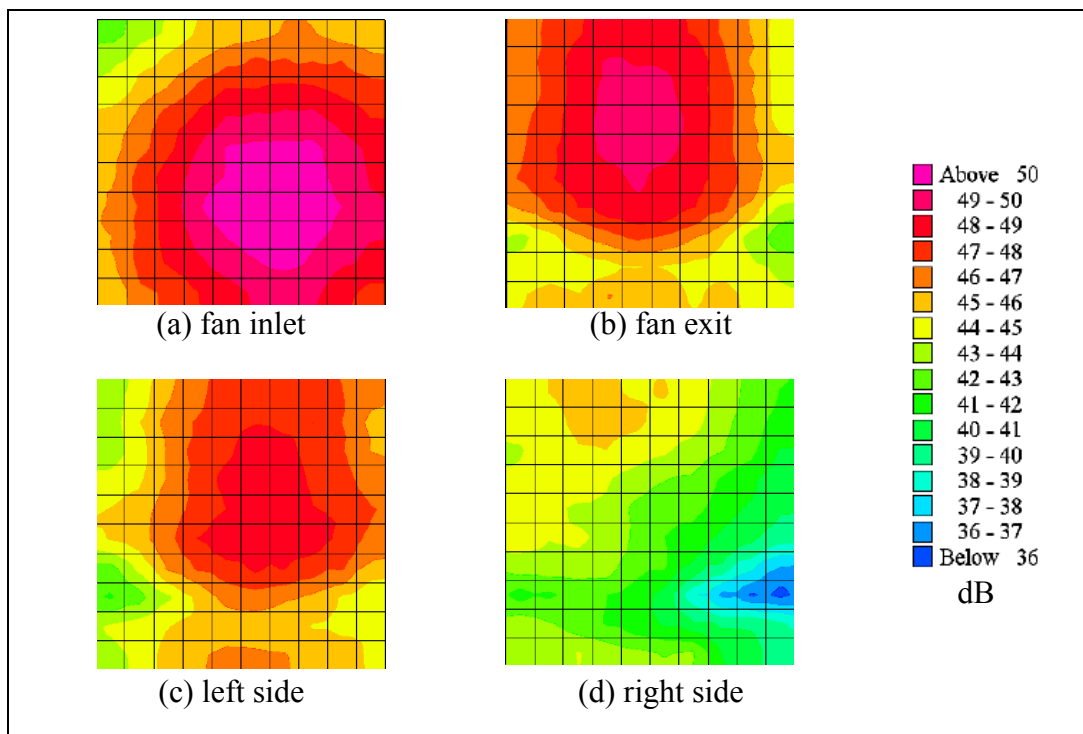 (a) fan inlet
(b) fan exit
(c) left side
(d) right side
Above 50
49 - 50
48 - 49
47 - 48
46 - 47
45 - 46
44 - 45
43 - 44
42 - 43
41 - 42
40 - 41
39 - 40
38 - 39
37 - 38
36 - 37
Below 36
dB